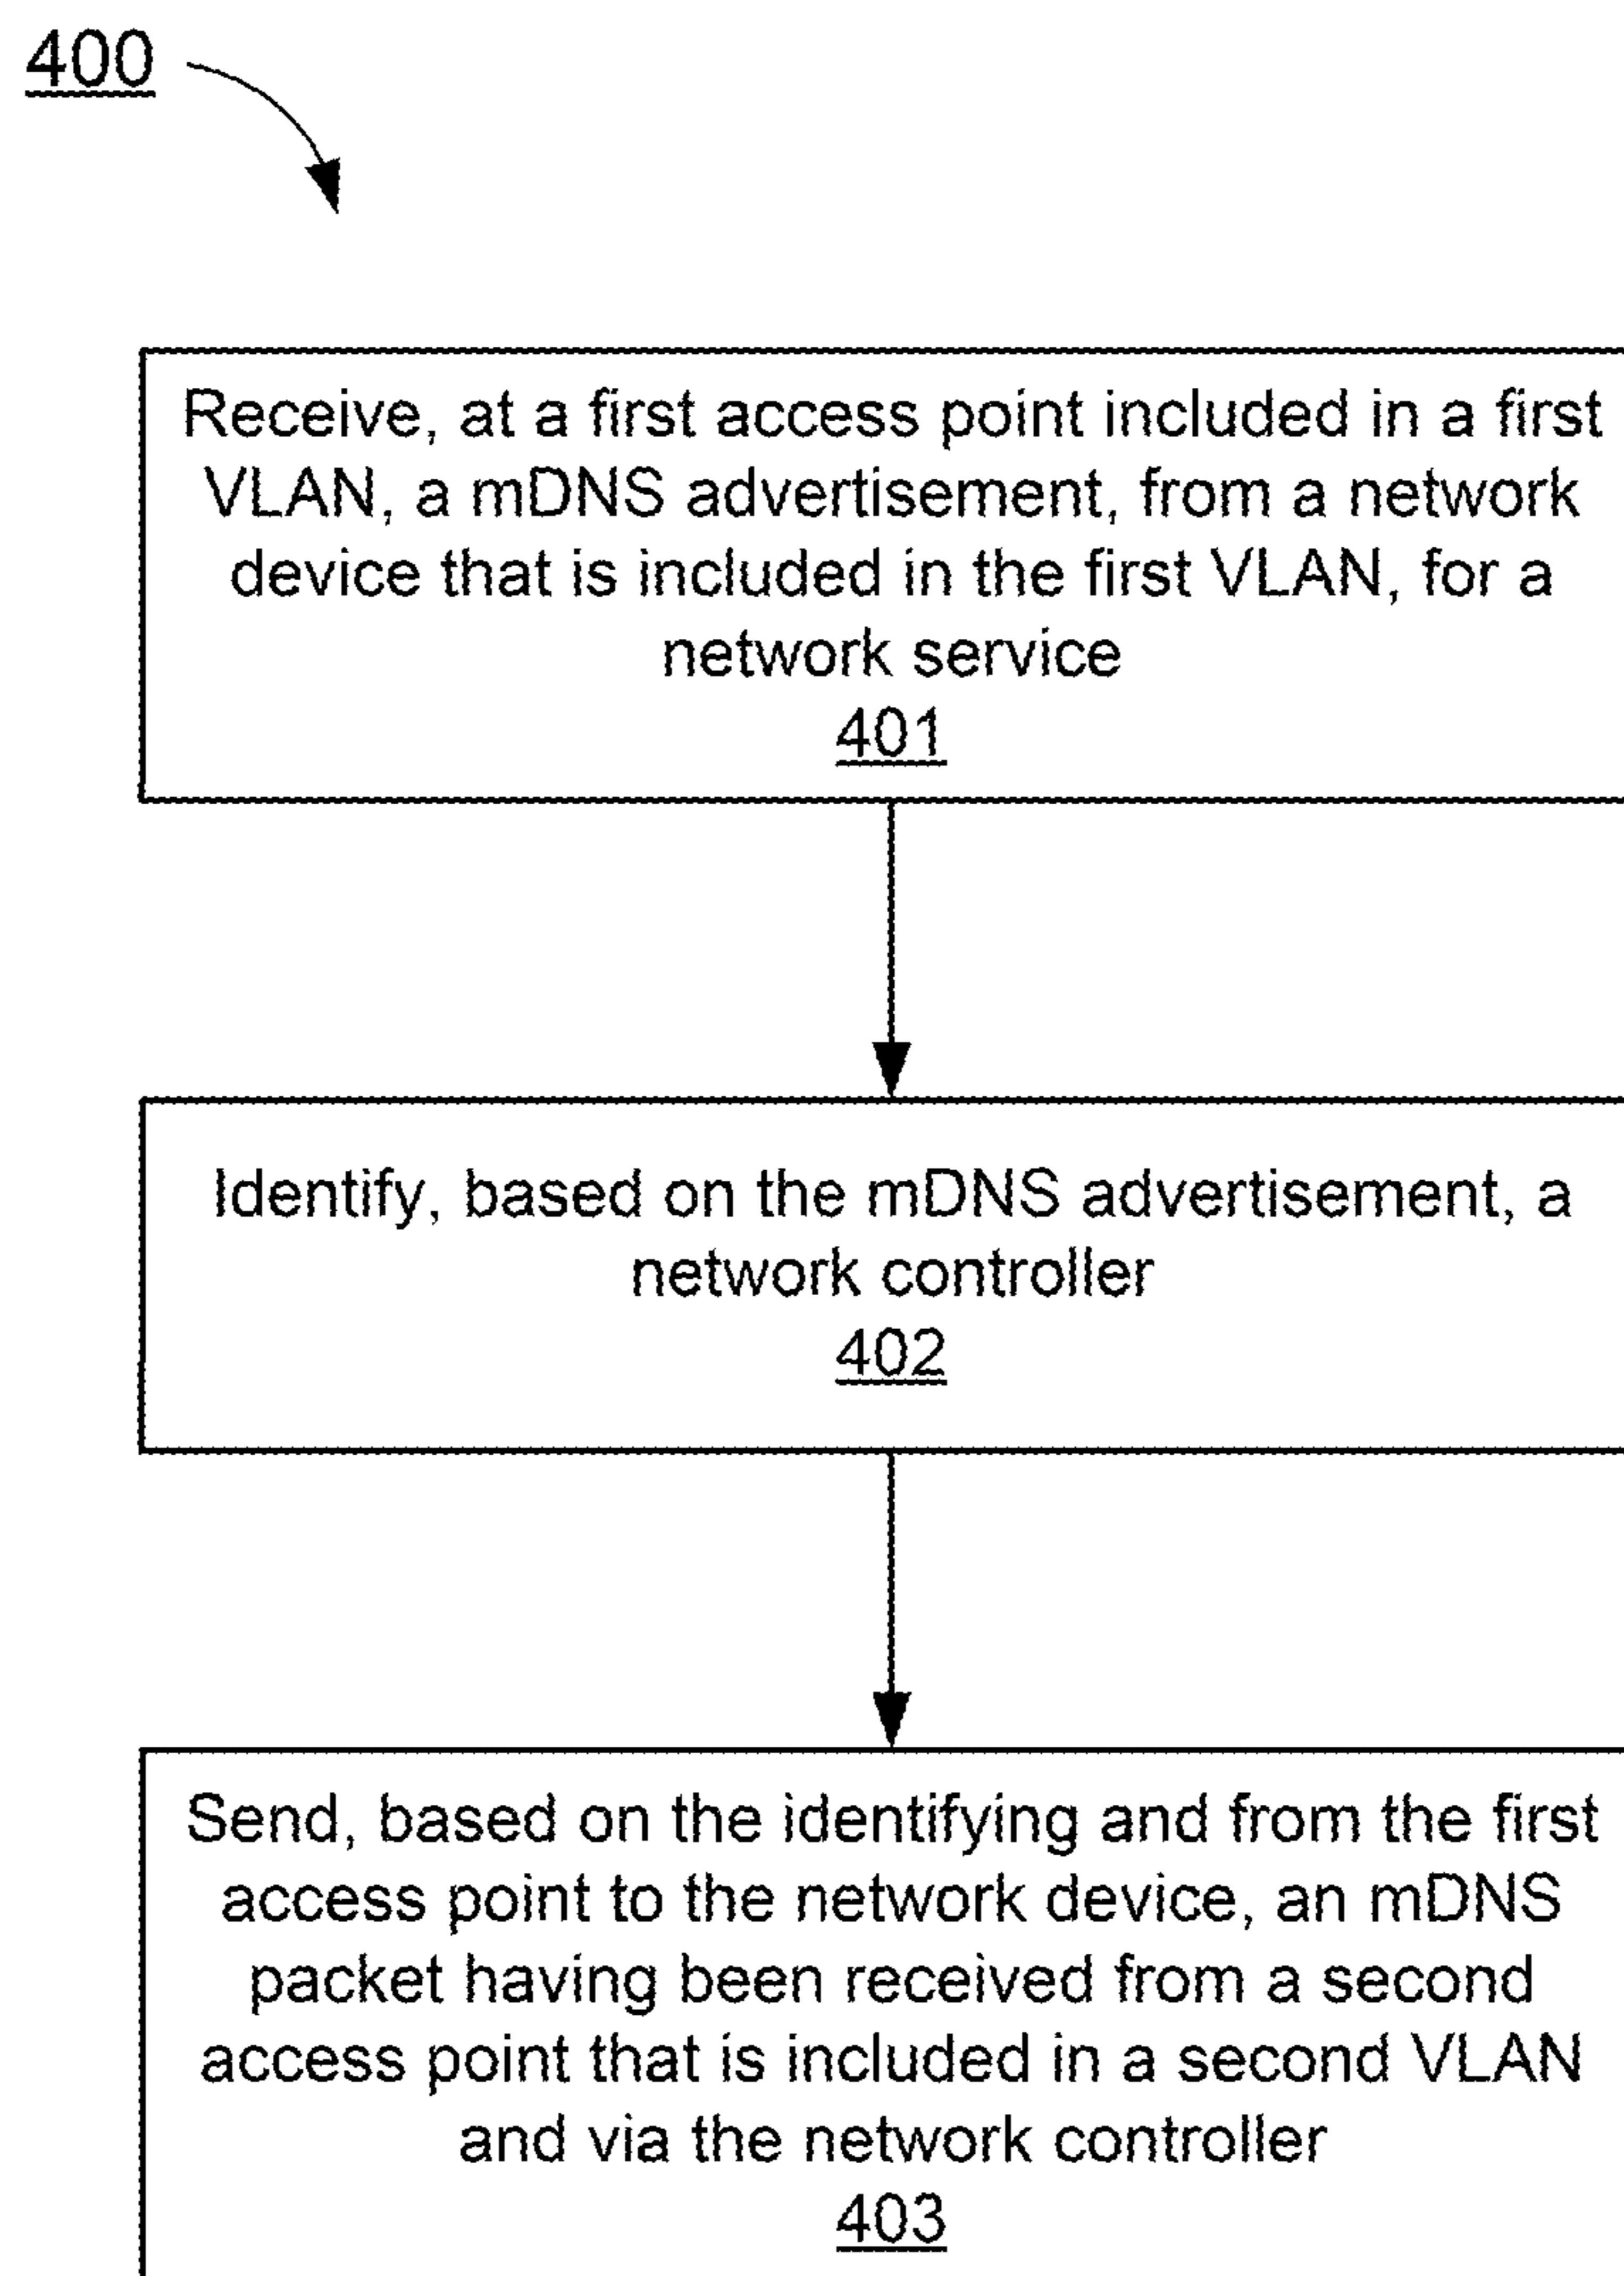 400
Receive, at a first access point included in a first
VLAN, a mDNS advertisement, from a network
device that is included in the first VLAN, for a
network service
401
Identify, based on the mDNS advertisement, a
network controller
402
Send, based on the identifying and from the first
access point to the network device, an mDNS
packet having been received from a second
access point that is included in a second VLAN
and via the network controller
403